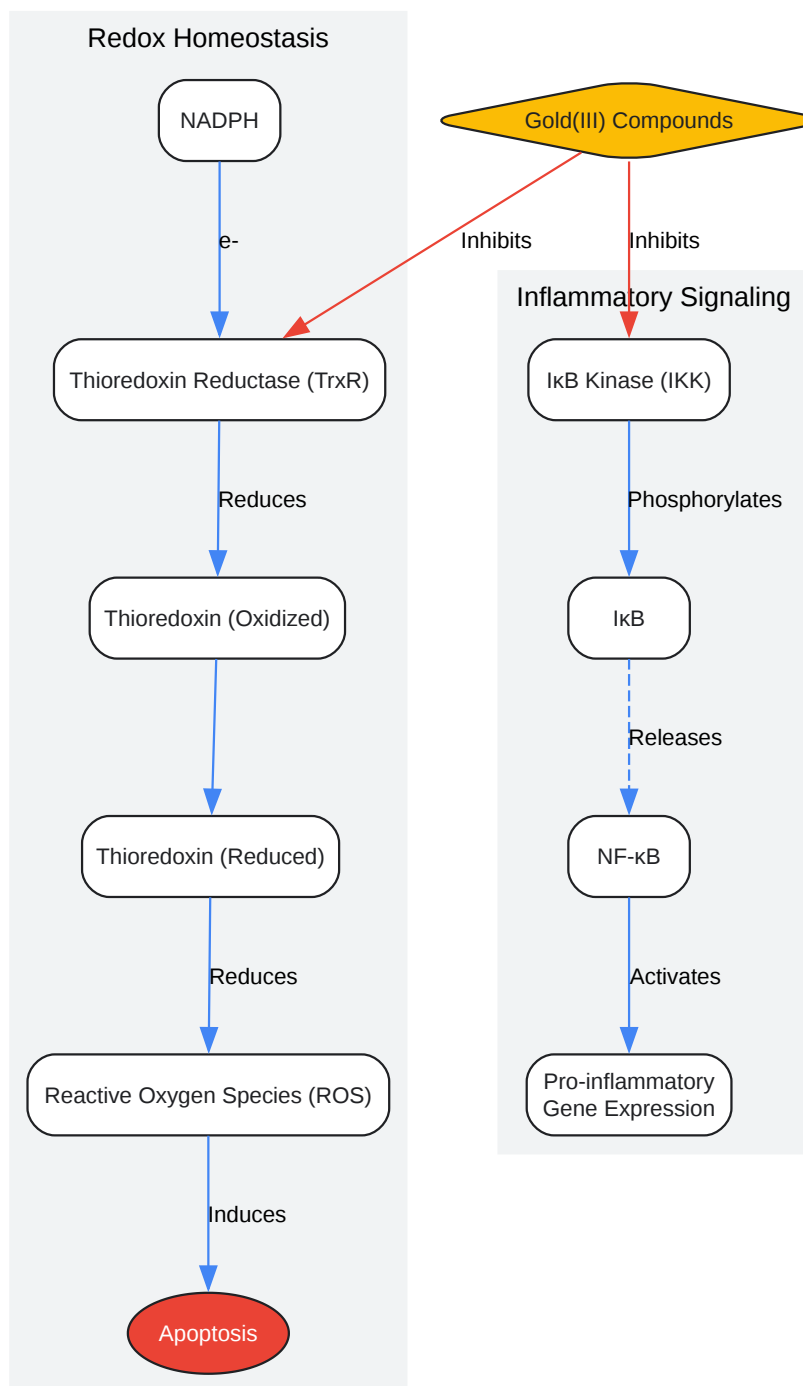 Redox Homeostasis
NADPH
Gold(III) Compounds
e-
Inhibits
Inhibits
Inflammatory Signaling
Thioredoxin Reductase (TrxR)
IκB Kinase (IKK)
Reduces
Phosphorylates
Thioredoxin (Oxidized)
IκB
Releases
Thioredoxin (Reduced)
NF-κB
Reduces
Activates
Reactive Oxygen Species (ROS)
Pro-inflammatory
Gene Expression
Induces
Apoptosis